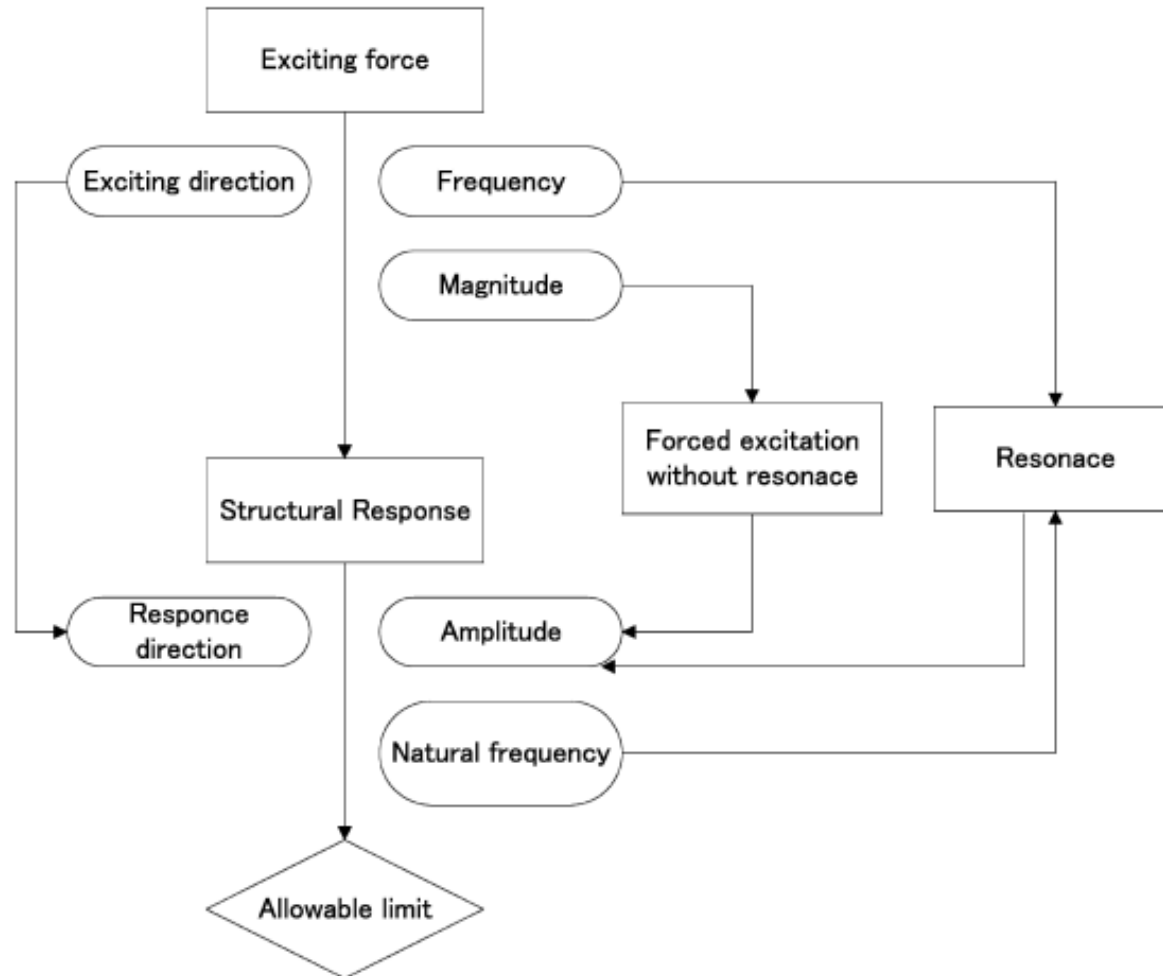 Exciting force
Exciting direction
Frequency
Magnitude
Forced excitation
without resonace
Resonace
Structural Response
Responce
direction
Amplitude
Natural frequency
Allowable limit